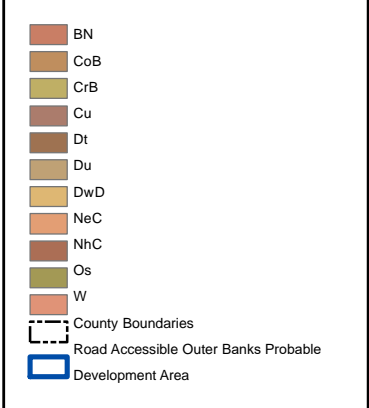 BN
CoB
CrB
Cu
Dt
Du
DwD
NeC
NhC
Os
W
County Boundaries
Road Accessible Outer Banks Probable
Development Area